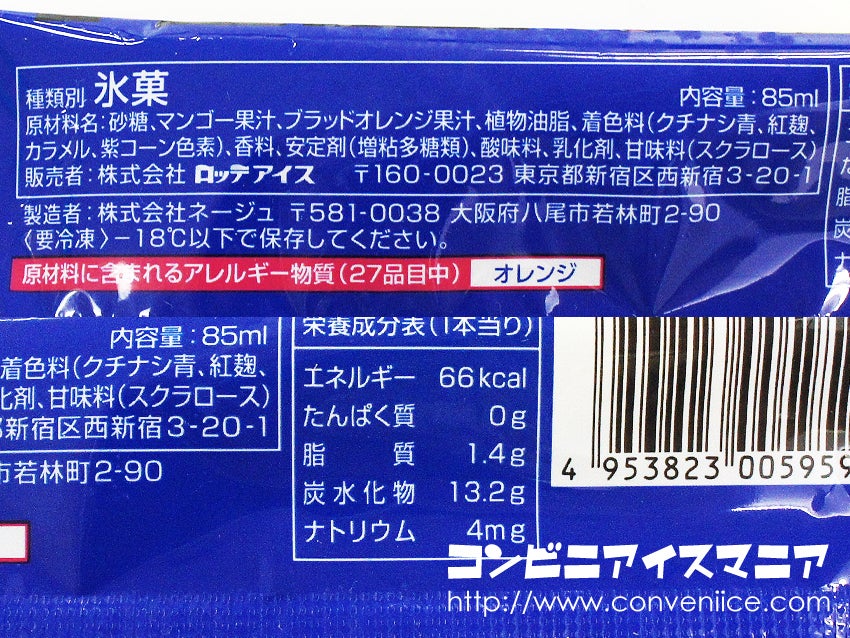 種類別 氷菓 内容量:85ml
原材料名:砂糖、マンゴー果汁、ブラッドオレンジ果汁、植物油脂、着色料(クチナシ青、紅麹、
カラメル、紫コーン色素)、香料、安定剤(増粘多糖類)、酸味料、乳化剤、甘味料(スクラロース)
販売者:株式会社 ロッテアイス 〒160-0023 東京都新宿区西新宿3-20-1
製造者:株式会社ネージュ 〒581-0038 大阪府八尾市若林町2-90
〈要冷凍〉-18℃以下で保存してください。
原材料に含まれるアレルギー物質(27品目中) オレンジ
内容量:85ml
着色料(クチナシ青、紅麹、
化剤、甘味料(スクラロース)
新宿区西新宿3-20-1
市若林町2-90
栄養成分表(1本当り)
エネルギー 66kcal
たんぱく質 0g
脂質 1.4g
炭水化物 13.2g
ナトリウム 4mg
4 953823 005959
コンビニアイスマニア
http://www.conveniice.com/